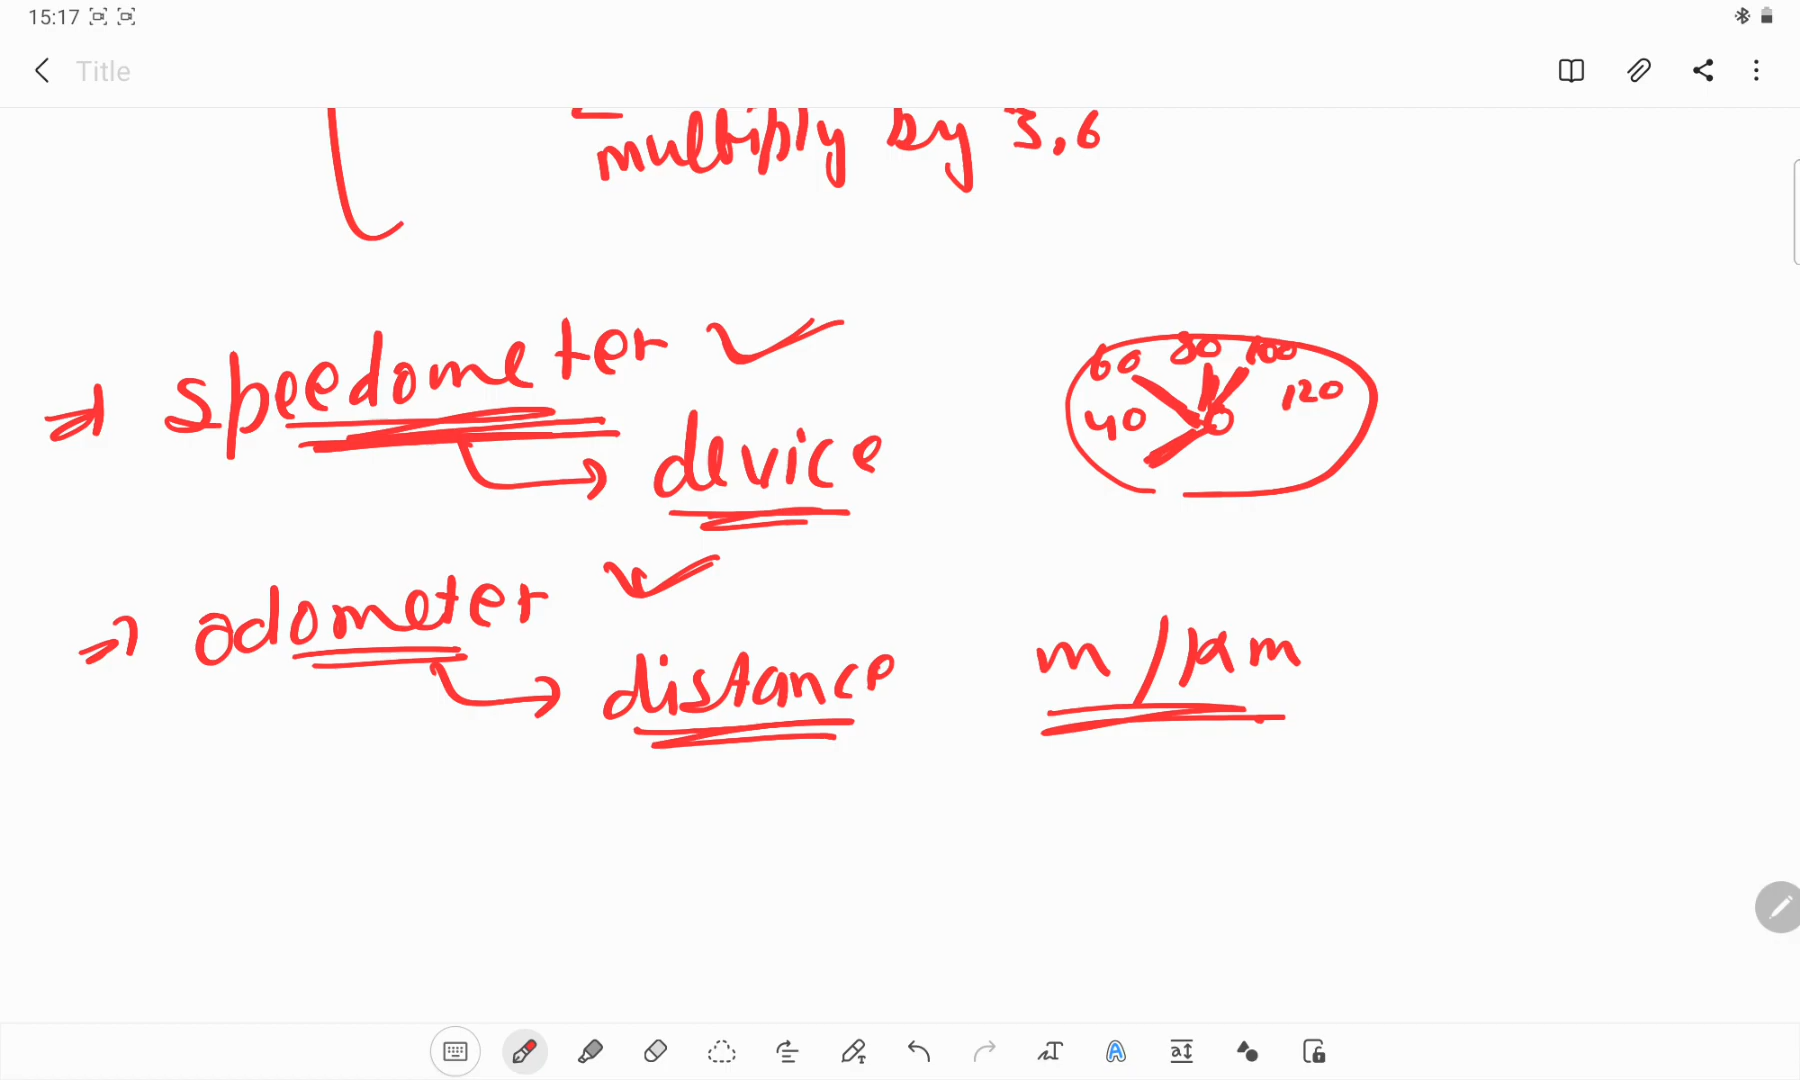 15:17
Title
multiply by 3.6
⇒ speedometer ✓
60 80 100
40 120
→ device
⇒ odometer ✓
→ distance m/km